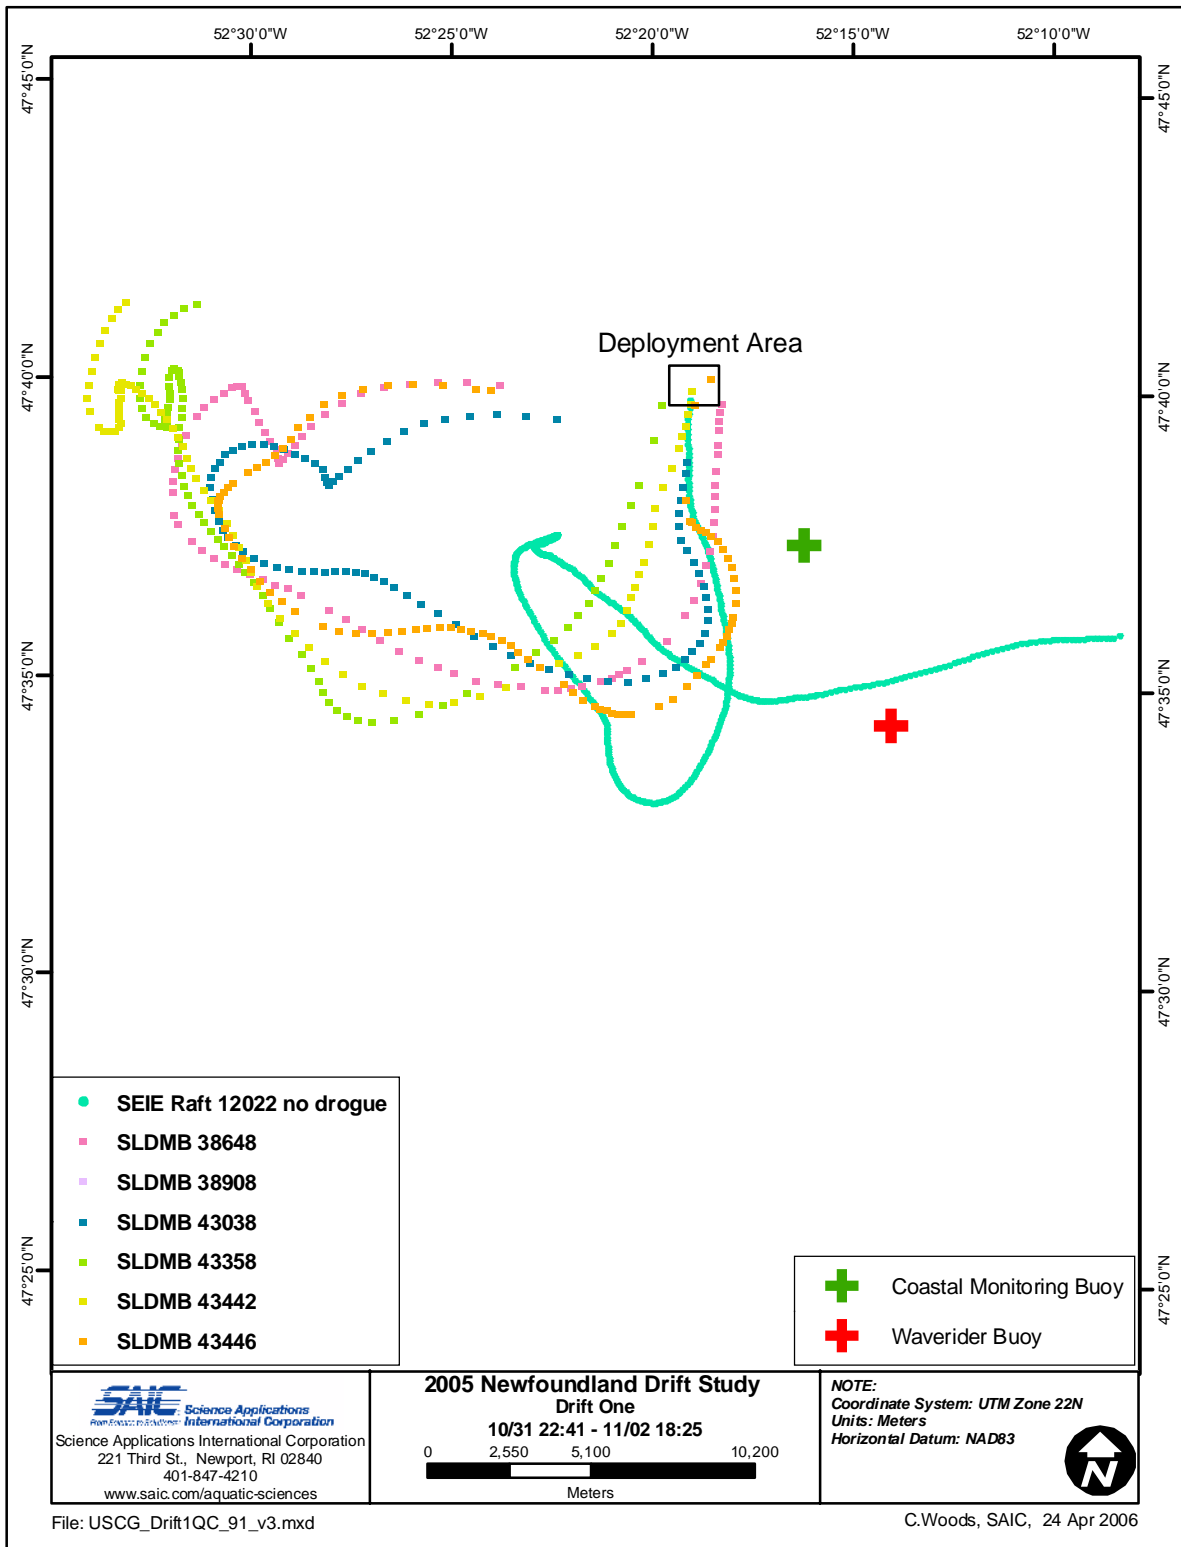 52°30'0"W 52°25'0"W 52°20'0"W 52°15'0"W 52°10'0"W
47°45'0"N
47°45'0"N
Deployment Area
47°40'0"N
47°40'0"N
47°35'0"N
47°35'0"N
47°30'0"N
47°30'0"N
47°25'0"N
47°25'0"N
SEIE Raft 12022 no drogue
SLDMB 38648
SLDMB 38908
SLDMB 43038
SLDMB 43358
SLDMB 43442
SLDMB 43446
Coastal Monitoring Buoy
Waverider Buoy
SAIC Science Applications
From Science to Solutions International Corporation
Science Applications International Corporation
221 Third St., Newport, RI 02840
401-847-4210
www.saic.com/aquatic-sciences
2005 Newfoundland Drift Study
Drift One
10/31 22:41 - 11/02 18:25
0 2,550 5,100 10,200
Meters
NOTE:
Coordinate System: UTM Zone 22N
Units: Meters
Horizontal Datum: NAD83
N
File: USCG_Drift1QC_91_v3.mxd
C.Woods, SAIC, 24 Apr 2006